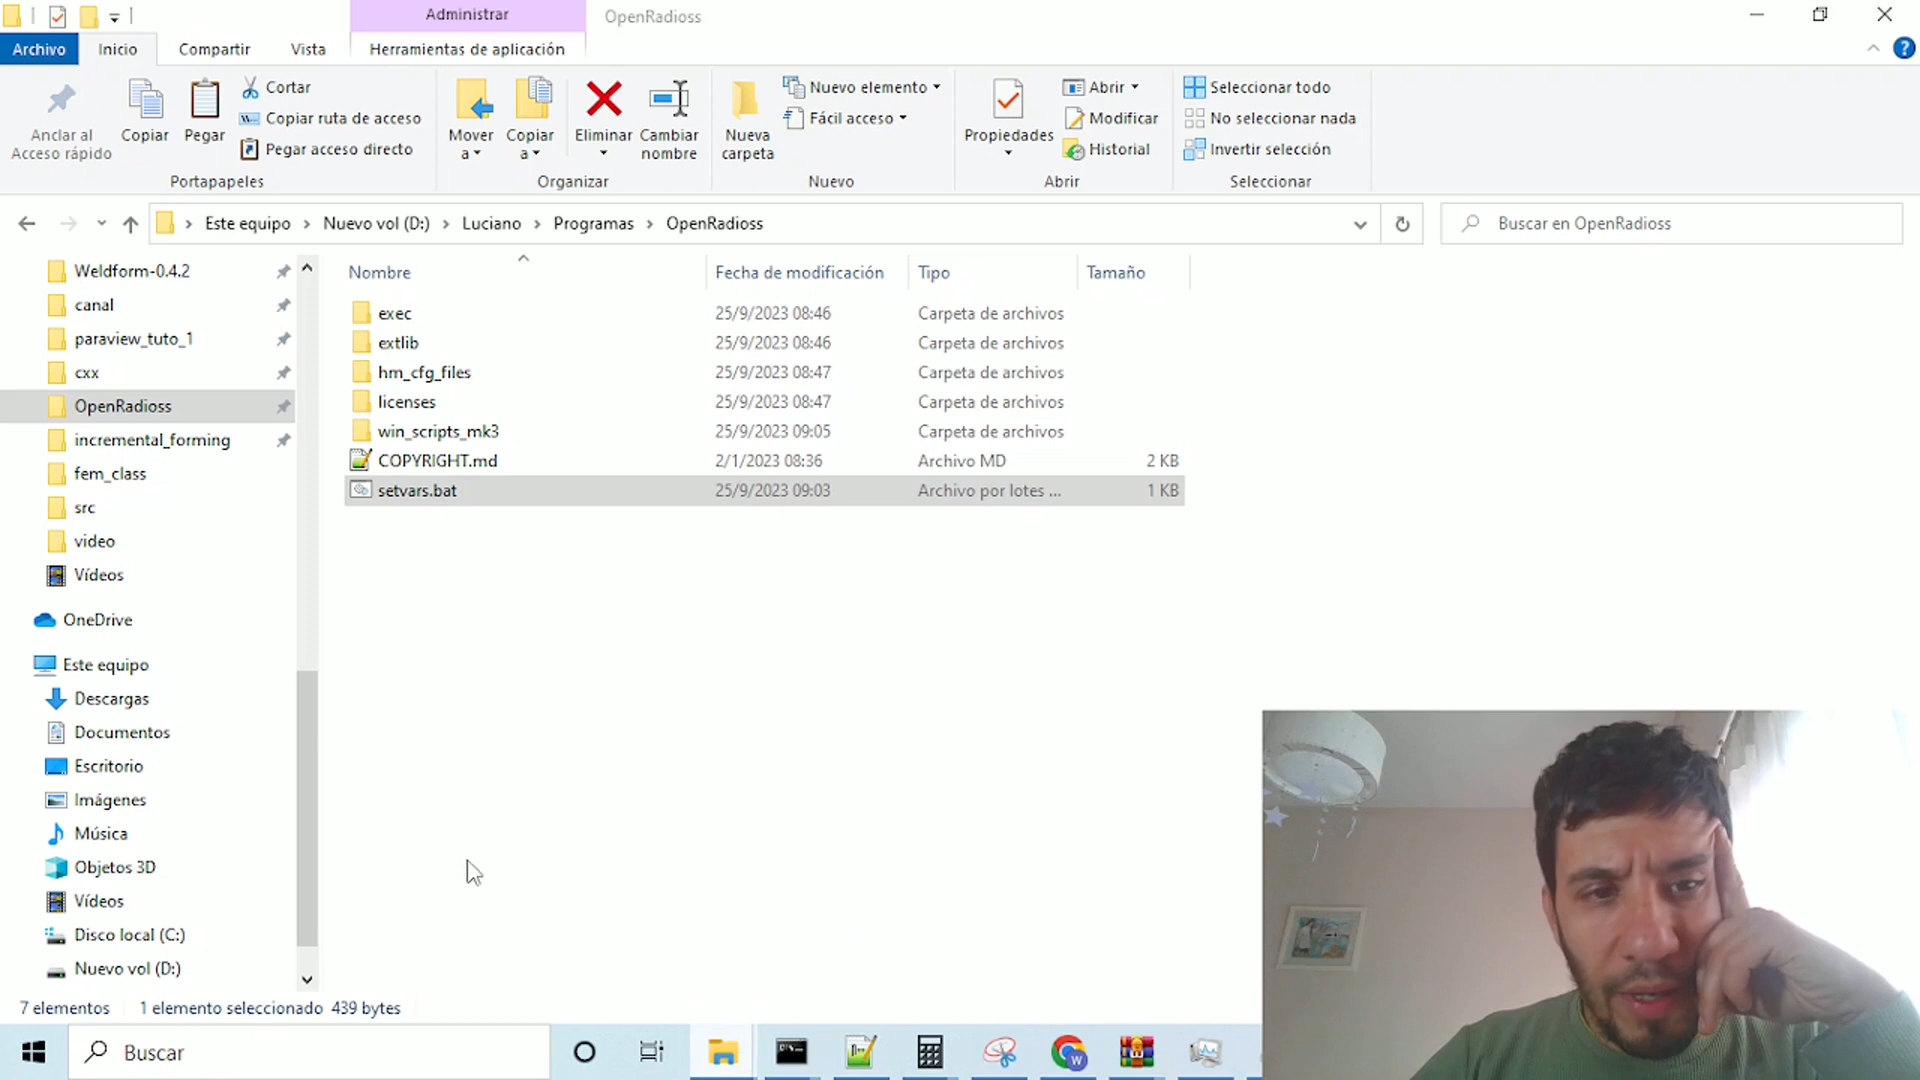 Administrar
OpenRadioss
Archivo
Inicio
Compartir
Vista
Herramientas de aplicación
Anclar al
Acceso rápido
Copiar
Pegar
Cortar
Copiar ruta de acceso
Pegar acceso directo
Portapapeles
Mover
a
Copiar
a
Eliminar
Cambiar
nombre
Organizar
Nueva
carpeta
Nuevo elemento
Fácil acceso
Nuevo
Propiedades
Abrir
Modificar
Historial
Abrir
Seleccionar todo
No seleccionar nada
Invertir selección
Seleccionar
Este equipo > Nuevo vol (D:) > Luciano > Programas > OpenRadioss
Buscar en OpenRadioss
Weldform-0.4.2
canal
paraview_tuto_1
cxx
OpenRadioss
incremental_forming
fem_class
src
video
Vídeos
OneDrive
Este equipo
Descargas
Documentos
Escritorio
Imágenes
Música
Objetos 3D
Vídeos
Disco local (C:)
Nuevo vol (D:)
Nombre Fecha de modificación Tipo Tamaño
exec 25/9/2023 08:46 Carpeta de archivos
extlib 25/9/2023 08:46 Carpeta de archivos
hm_cfg_files 25/9/2023 08:47 Carpeta de archivos
licenses 25/9/2023 08:47 Carpeta de archivos
win_scripts_mk3 25/9/2023 09:05 Carpeta de archivos
COPYRIGHT.md 2/1/2023 08:36 Archivo MD 2 KB
setvars.bat 25/9/2023 09:03 Archivo por lotes ... 1 KB
7 elementos 1 elemento seleccionado 439 bytes
Buscar
W